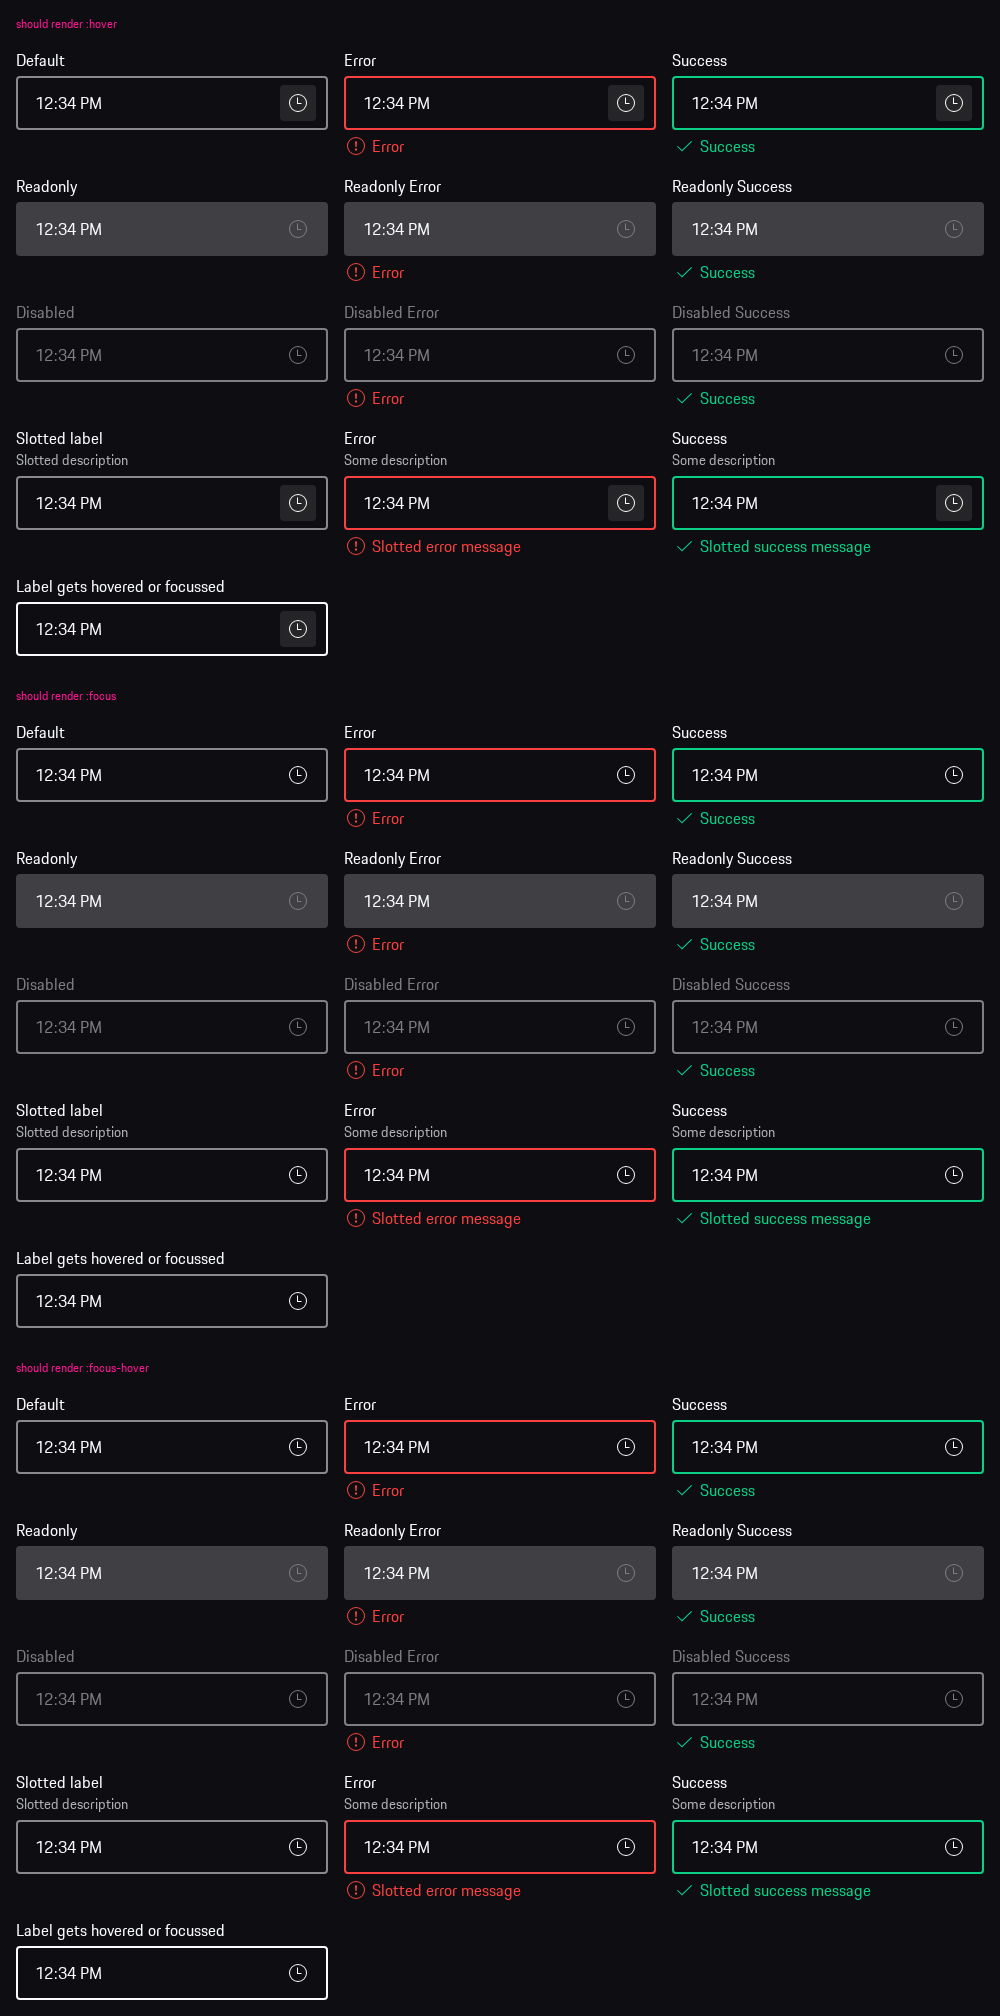 should render :hover
Default Error Success
12:34 PM 12:34 PM 12:34 PM
Error Success
Readonly Readonly Error Readonly Success
12:34 PM 12:34 PM 12:34 PM
Error Success
Disabled Disabled Error Disabled Success
12:34 PM 12:34 PM 12:34 PM
Error Success
Slotted label Error Success
Slotted description Some description Some description
12:34 PM 12:34 PM 12:34 PM
Slotted error message Slotted success message
Label gets hovered or focussed
12:34 PM
should render :focus
Default Error Success
12:34 PM 12:34 PM 12:34 PM
Error Success
Readonly Readonly Error Readonly Success
12:34 PM 12:34 PM 12:34 PM
Error Success
Disabled Disabled Error Disabled Success
12:34 PM 12:34 PM 12:34 PM
Error Success
Slotted label Error Success
Slotted description Some description Some description
12:34 PM 12:34 PM 12:34 PM
Slotted error message Slotted success message
Label gets hovered or focussed
12:34 PM
should render :focus-hover
Default Error Success
12:34 PM 12:34 PM 12:34 PM
Error Success
Readonly Readonly Error Readonly Success
12:34 PM 12:34 PM 12:34 PM
Error Success
Disabled Disabled Error Disabled Success
12:34 PM 12:34 PM 12:34 PM
Error Success
Slotted label Error Success
Slotted description Some description Some description
12:34 PM 12:34 PM 12:34 PM
Slotted error message Slotted success message
Label gets hovered or focussed
12:34 PM